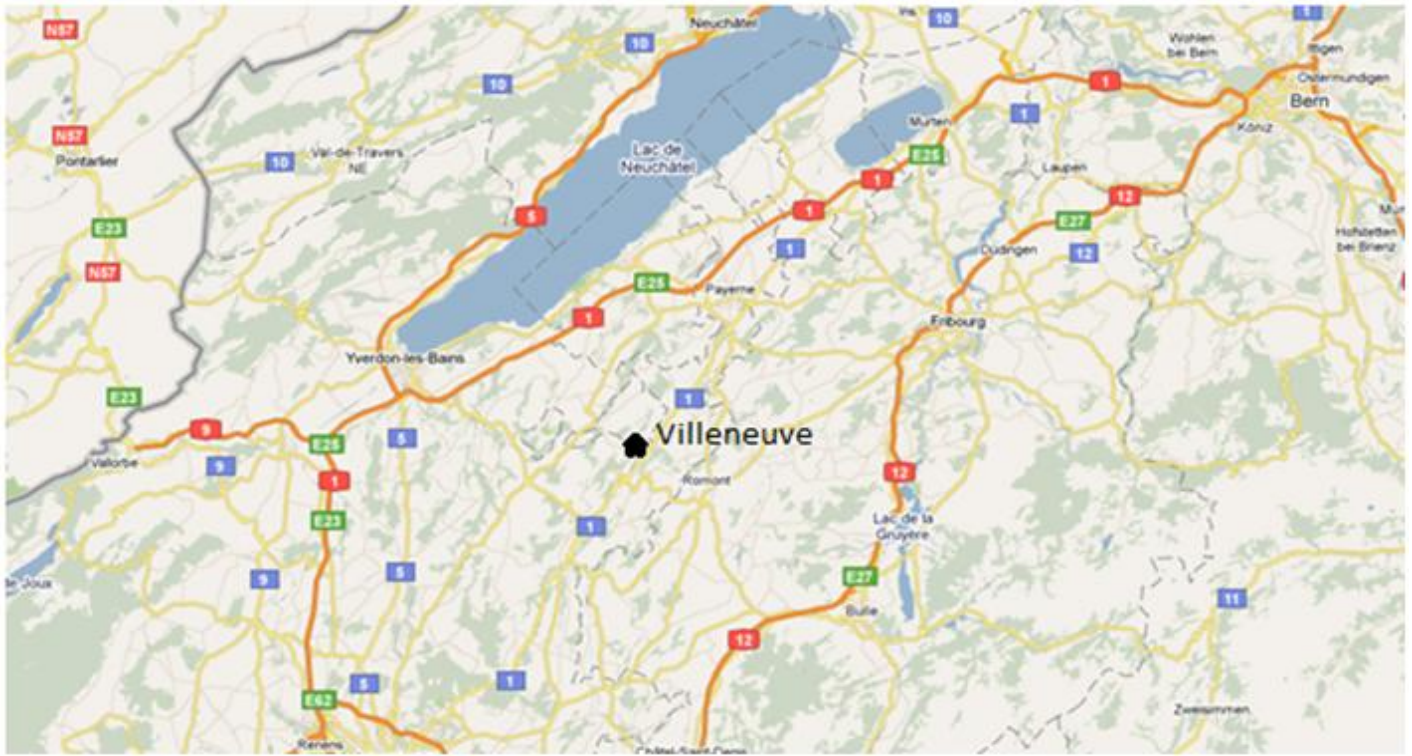 N57
Neuchâtel
Ins
10
1
10
Wohlen
bei Bern
Ittigen
Ostermundigen
10
1
Bern
1
Murten
Köniz
N57
Pontarlier
10
Val-de-Travers
NE
Lac de
Neuchâtel
E25
Laupen
1
12
1
5
E27
E23
Düdingen
12
Hofstetten
bei Brienz
1
N57
E25
Payerne
1
Fribourg
Yverdon-les-Bains
E23
1
9
5
E25
Villeneuve
Vallorbe
9
1
Romont
12
E23
1
Lac de la
Gruyère
de Joux
9
5
E27
Bulle
11
12
1
5
E62
Zweisimmen
Renens
Châtel-Saint-Denis